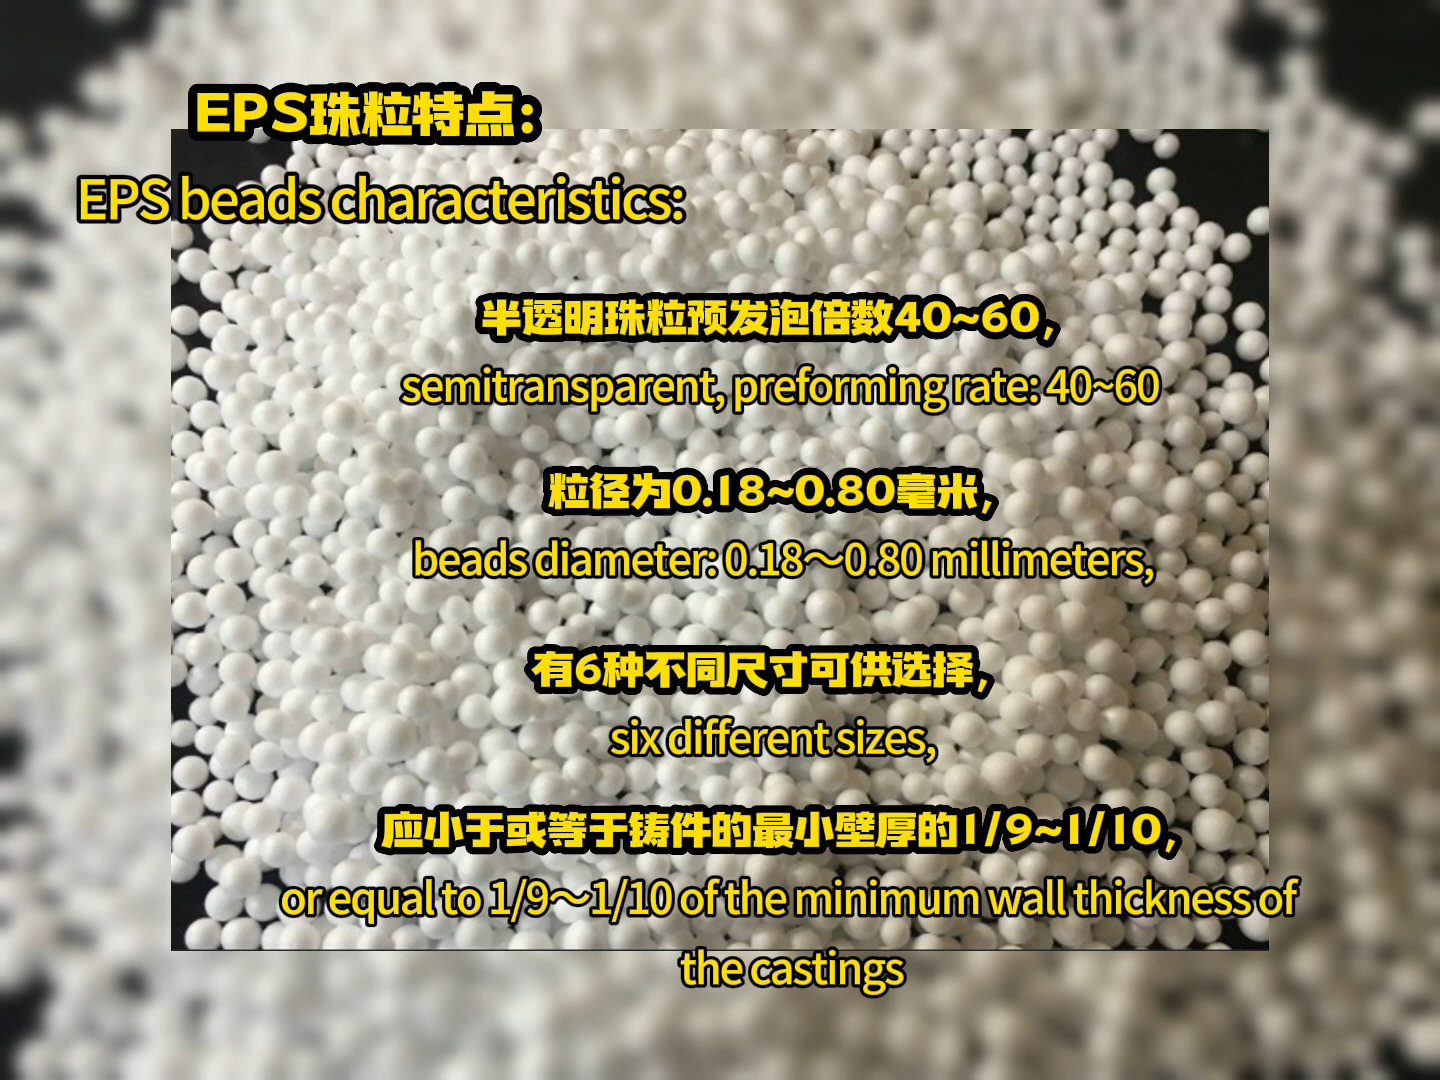 EPS珠粒特点:
EPS beads characteristics:
半透明珠粒预发泡倍数40~60,
semitransparent, preforming rate: 40~60
粒径为0.18~0.80毫米,
beads diameter: 0.18～0.80 millimeters,
有6种不同尺寸可供选择,
six different sizes,
应小于或等于铸件的最小壁厚的1/9~1/10,
or equal to 1/9～1/10 of the minimum wall thickness of
the castings